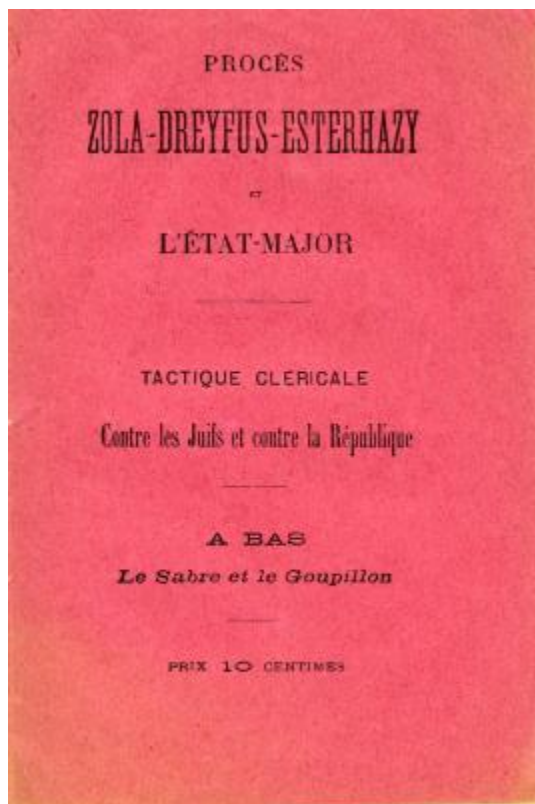 PROCÈS
ZOLA-DREYFUS-ESTERHAZY
ET
L'ÉTAT-MAJOR
TACTIQUE CLÉRICALE
Contre les Juifs et contre la République
A BAS
Le Sabre et le Goupillon
PRIX 10 CENTIMES